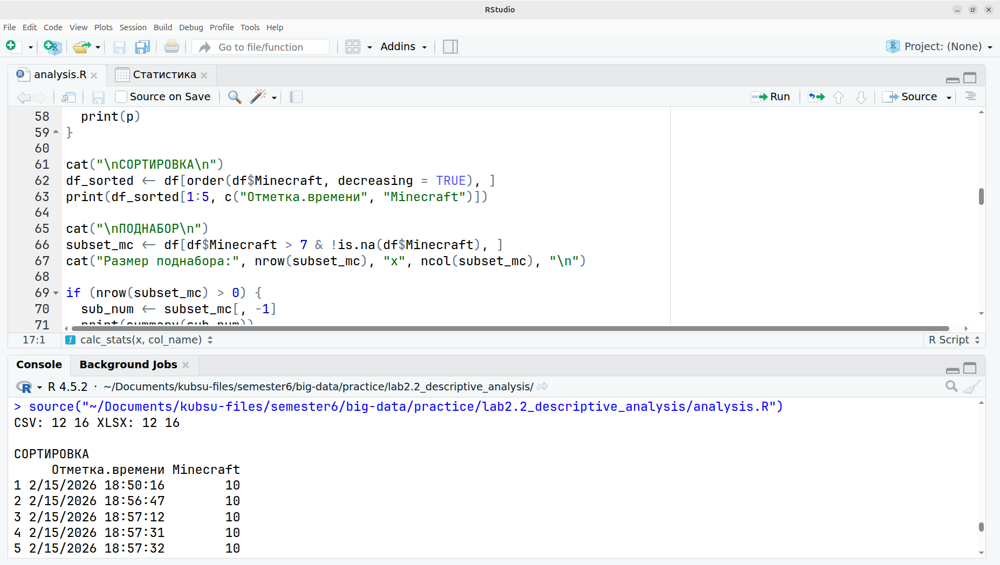 RStudio
File Edit Code View Plots Session Build Debug Profile Tools Help
Go to file/function Addins Project: (None)
analysis.R Статистика
Source on Save Run Source
58 print(p)
59 }
60
61 cat("\nСОРТИРОВКА\n")
62 df_sorted <- df[order(df$Minecraft, decreasing = TRUE), ]
63 print(df_sorted[1:5, c("Отметка.времени", "Minecraft")])
64
65 cat("\nПОДНАБОР\n")
66 subset_mc <- df[df$Minecraft > 7 & !is.na(df$Minecraft), ]
67 cat("Размер поднабора:", nrow(subset_mc), "x", ncol(subset_mc), "\n")
68
69 if (nrow(subset_mc) > 0) {
70 sub_num <- subset_mc[, -1]
71 print(summary(sub_num))
17:1 calc_stats(x, col_name) R Script
Console Background Jobs
R 4.5.2 · ~/Documents/kubsu-files/semester6/big-data/practice/lab2.2_descriptive_analysis/
> source("~/Documents/kubsu-files/semester6/big-data/practice/lab2.2_descriptive_analysis/analysis.R")
CSV: 12 16 XLSX: 12 16
СОРТИРОВКА
Отметка.времени Minecraft
1 2/15/2026 18:50:16 10
2 2/15/2026 18:56:47 10
3 2/15/2026 18:57:12 10
4 2/15/2026 18:57:31 10
5 2/15/2026 18:57:32 10